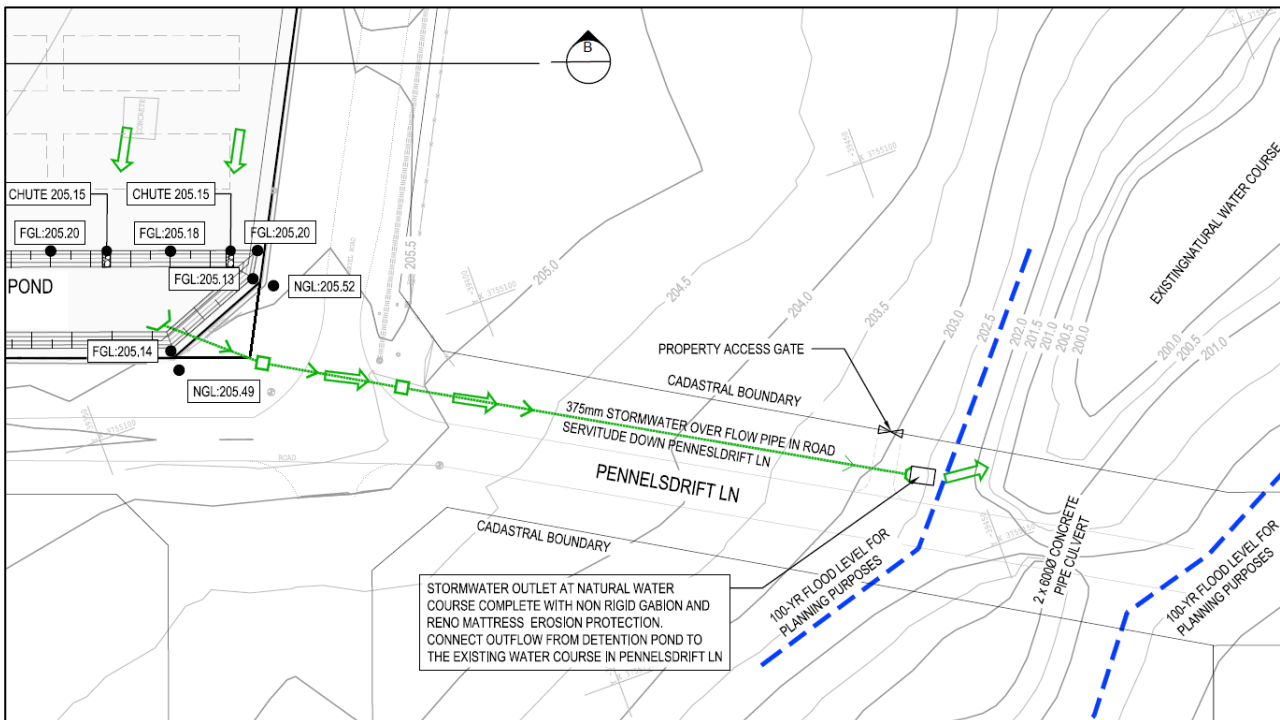 B
CONCRETE
CHUTE 205.15
CHUTE 205.15
FGL:205.20
FGL:205.18
FGL:205.20
FGL:205.13
NGL:205.52
POND
FGL:205.14
NGL:205.49
ROAD
205.5
205.0
204.5
204.0
203.5
203.0
202.5
202.0
201.5
201.0
200.5
200.0
200.0
200.5
201.0
EXISTINGNATURAL WATER COURSE
X 3755100
X 3755100
X 3755100
PROPERTY ACCESS GATE
CADASTRAL BOUNDARY
375mm STORMWATER OVER FLOW PIPE IN ROAD
SERVITUDE DOWN PENNESLDRIFT LN
PENNELSDRIFT LN
CADASTRAL BOUNDARY
100-YR FLOOD LEVEL FOR
PLANNING PURPOSES
2 x 600Ø CONCRETE
PIPE CULVERT
100-YR FLOOD LEVEL FOR
PLANNING PURPOSES
STORMWATER OUTLET AT NATURAL WATER
COURSE COMPLETE WITH NON RIGID GABION AND
RENO MATTRESS EROSION PROTECTION.
CONNECT OUTFLOW FROM DETENTION POND TO
THE EXISTING WATER COURSE IN PENNELSDRIFT LN